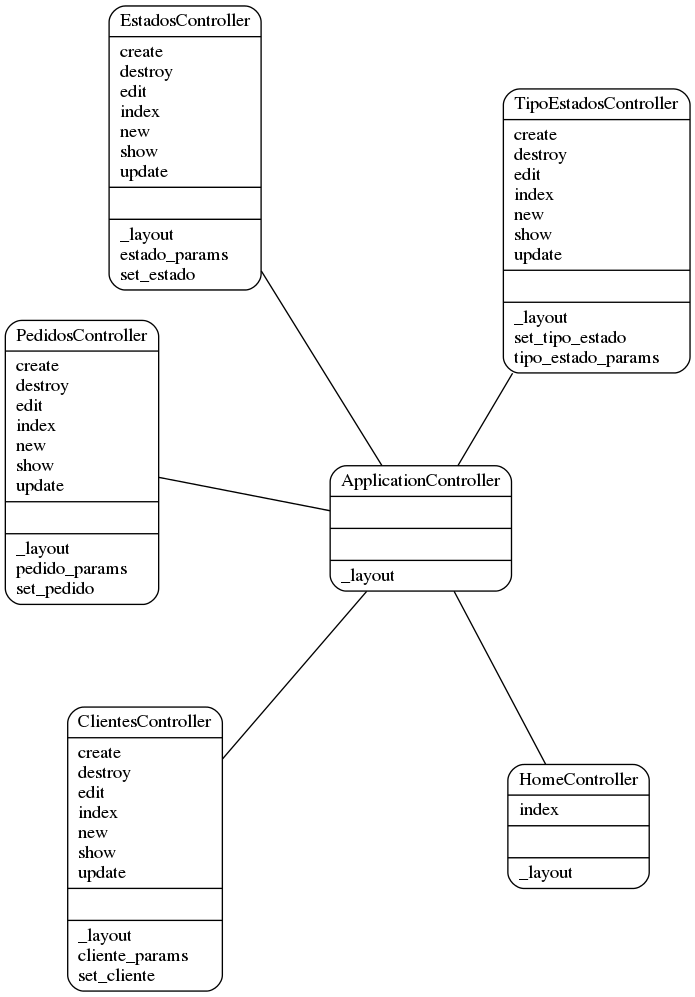 EstadosController
create
destroy
edit
index
new
show
update
_layout
estado_params
set_estado
TipoEstadosController
create
destroy
edit
index
new
show
update
_layout
set_tipo_estado
tipo_estado_params
PedidosController
create
destroy
edit
index
new
show
update
_layout
pedido_params
set_pedido
ApplicationController
_layout
ClientesController
create
destroy
edit
index
new
show
update
_layout
cliente_params
set_cliente
HomeController
index
_layout